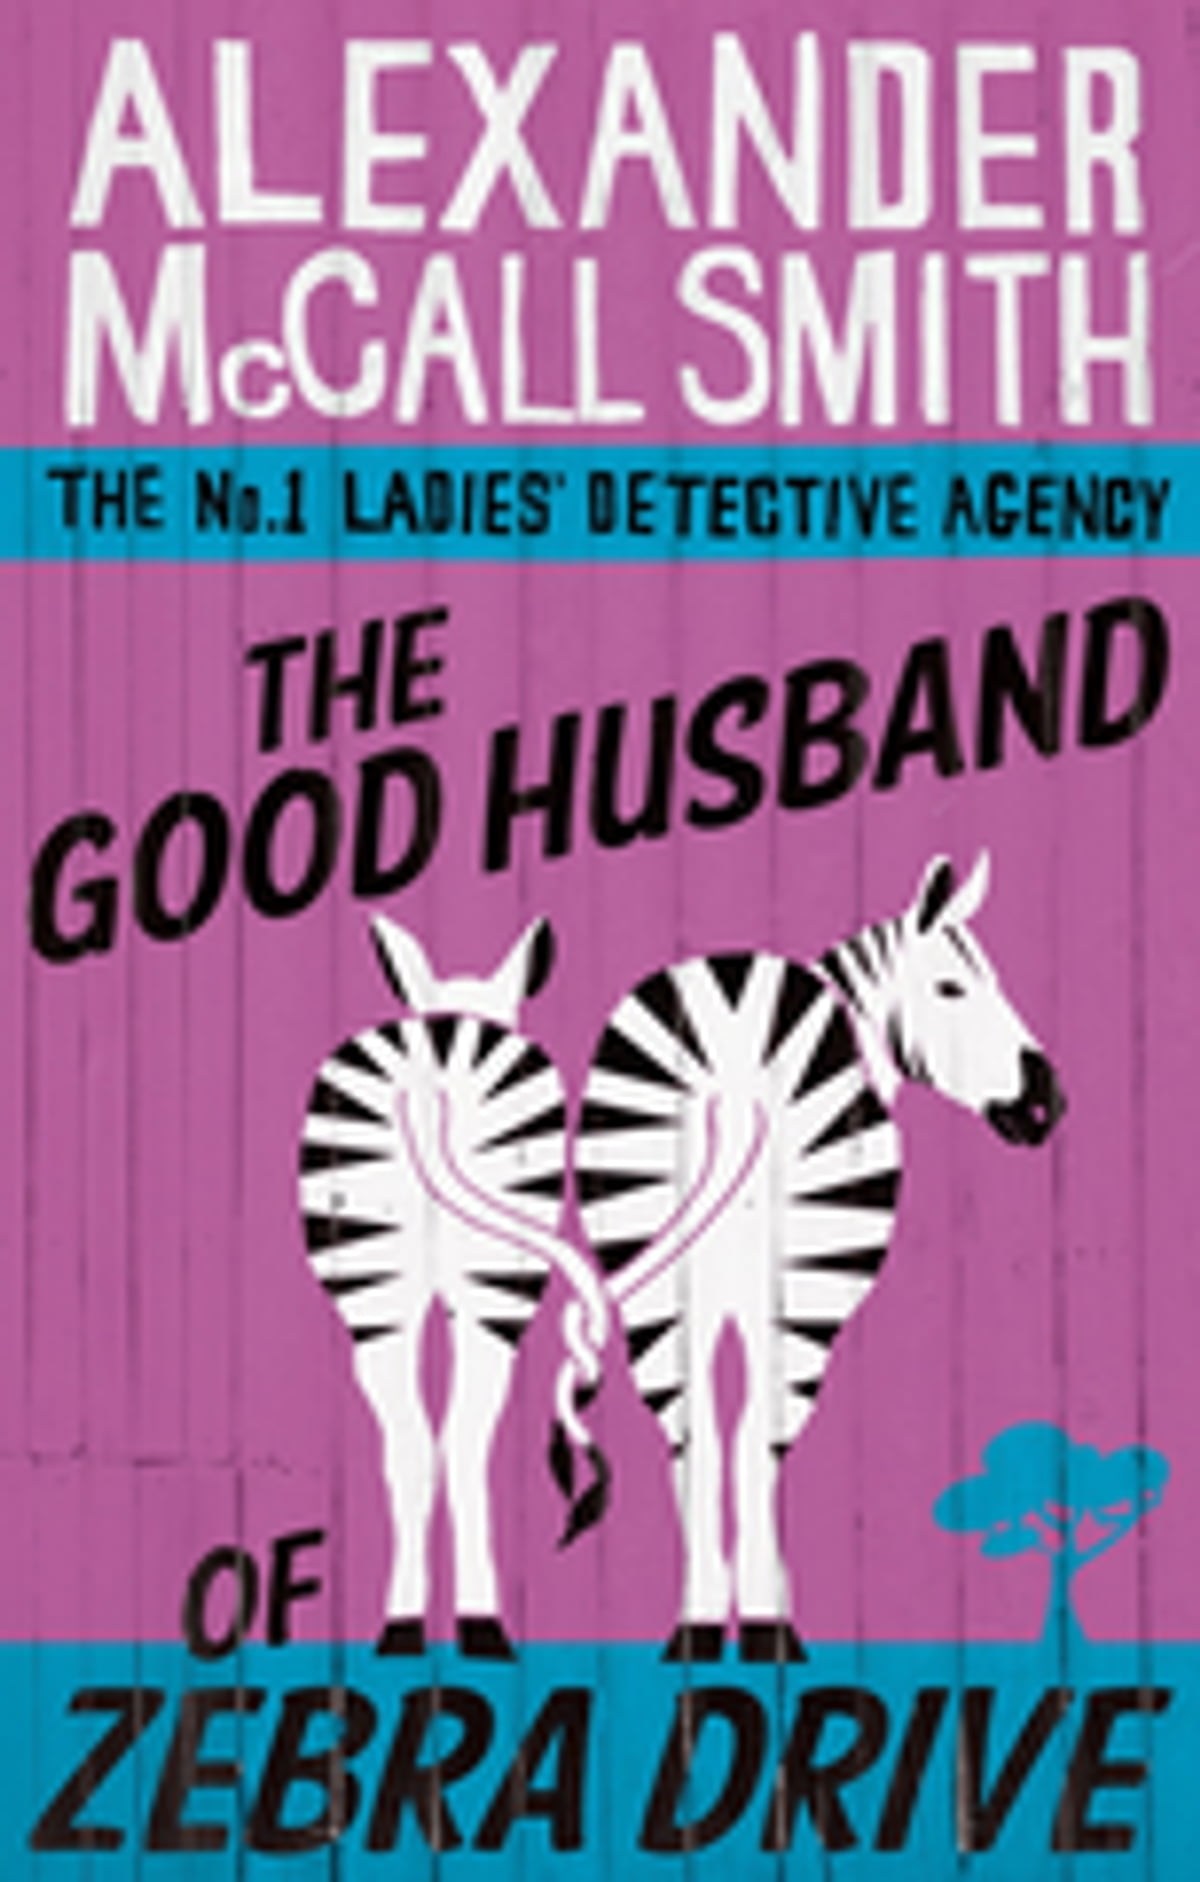 ALEXANDER
McCALL SMITH
THE No.1 LADIES' DETECTIVE AGENCY
THE
GOOD HUSBAND
OF
ZEBRA DRIVE